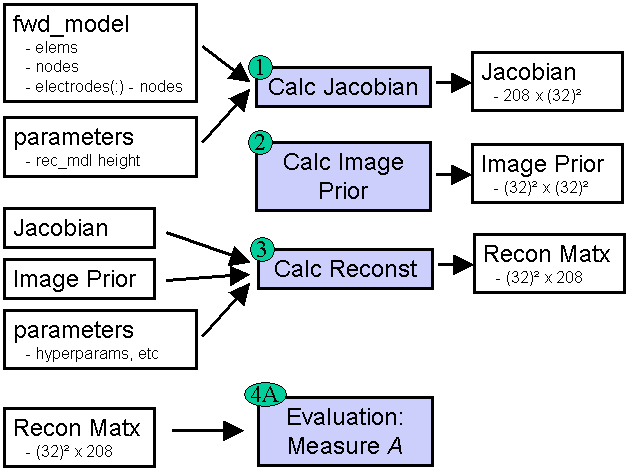 fwd_model
- elems
- nodes
- electrodes(:) - nodes
parameters
- rec_mdl height
1
Calc Jacobian
Jacobian
- 208 x (32)²
2
Calc Image
Prior
Image Prior
- (32)² x (32)²
Jacobian
Image Prior
parameters
- hyperparams, etc
3
Calc Reconst
Recon Matx
- (32)² x 208
Recon Matx
- (32)² x 208
4A
Evaluation:
Measure A